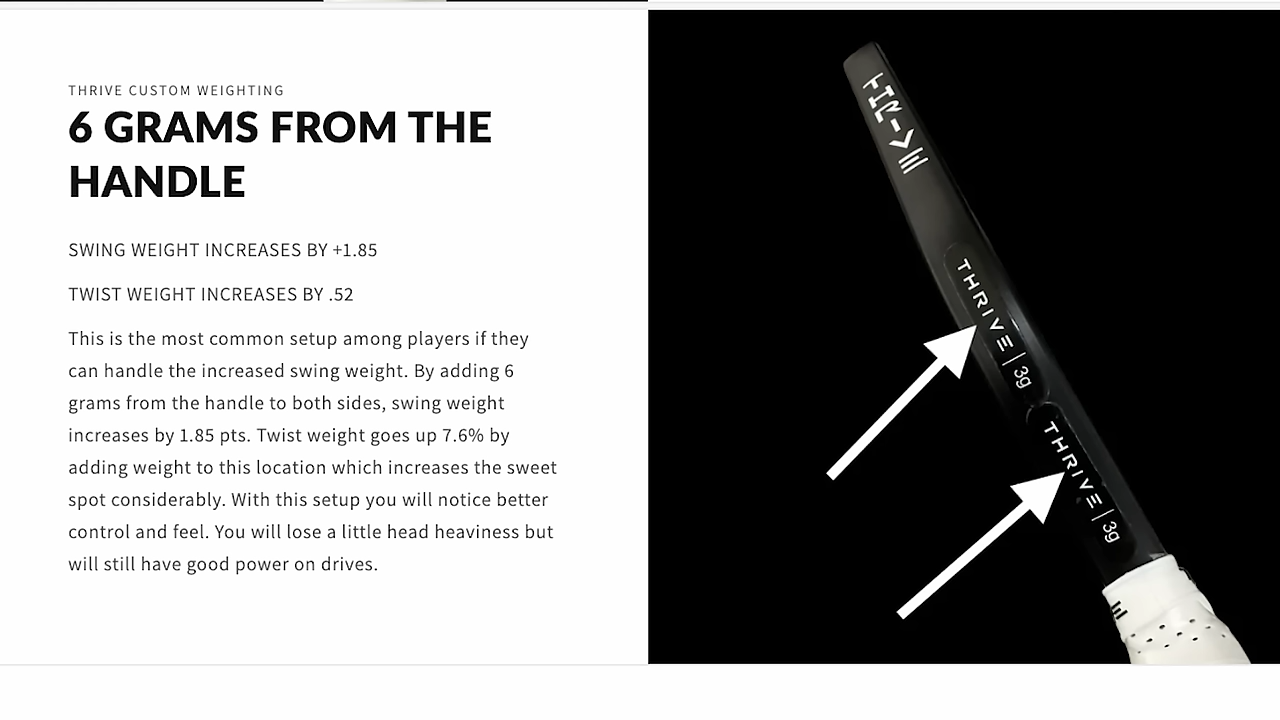 THRIVE CUSTOM WEIGHTING
6 GRAMS FROM THE
HANDLE
SWING WEIGHT INCREASES BY +1.85
TWIST WEIGHT INCREASES BY .52
This is the most common setup among players if they
can handle the increased swing weight. By adding 6
grams from the handle to both sides, swing weight
increases by 1.85 pts. Twist weight goes up 7.6% by
adding weight to this location which increases the sweet
spot considerably. With this setup you will notice better
control and feel. You will lose a little head heaviness but
will still have good power on drives.
THRIVE
THRIVE | 3g
THRIVE | 3g
E